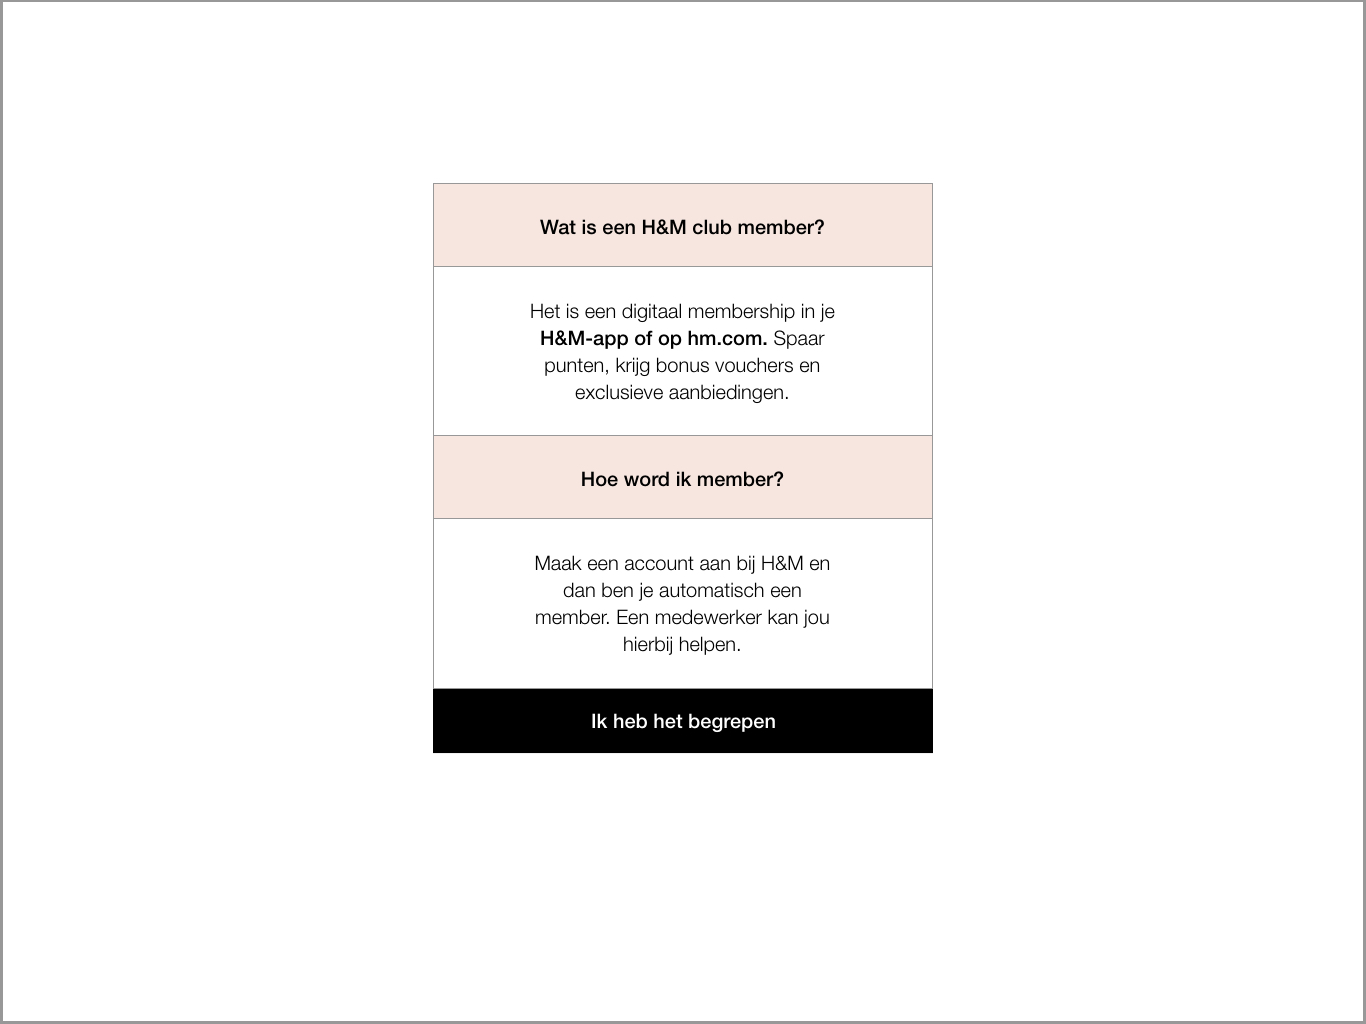 Wat is een H&M club member?
Het is een digitaal membership in je
H&M-app of op hm.com. Spaar
punten, krijg bonus vouchers en
exclusieve aanbiedingen.
Hoe word ik member?
Maak een account aan bij H&M en
dan ben je automatisch een
member. Een medewerker kan jou
hierbij helpen.
Ik heb het begrepen